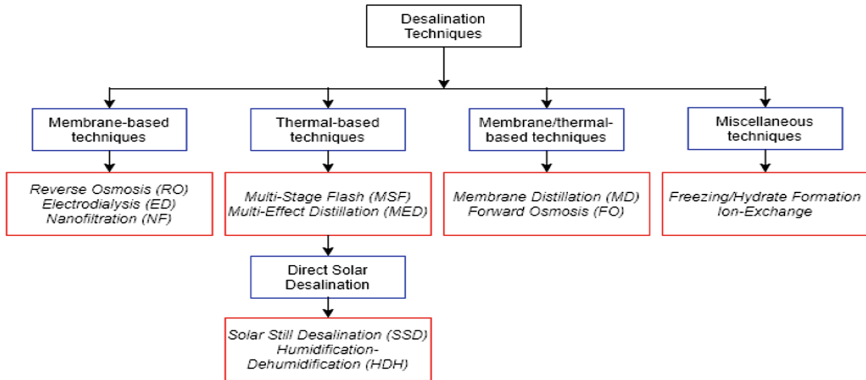 Desalination
Techniques
Membrane-based
techniques
Thermal-based
techniques
Membrane/thermal-
based techniques
Miscellaneous
techniques
Reverse Osmosis (RO)
Electrodialysis (ED)
Nanofiltration (NF)
Multi-Stage Flash (MSF)
Multi-Effect Distillation (MED)
Membrane Distillation (MD)
Forward Osmosis (FO)
Freezing/Hydrate Formation
Ion-Exchange
Direct Solar
Desalination
Solar Still Desalination (SSD)
Humidification-
Dehumidification (HDH)